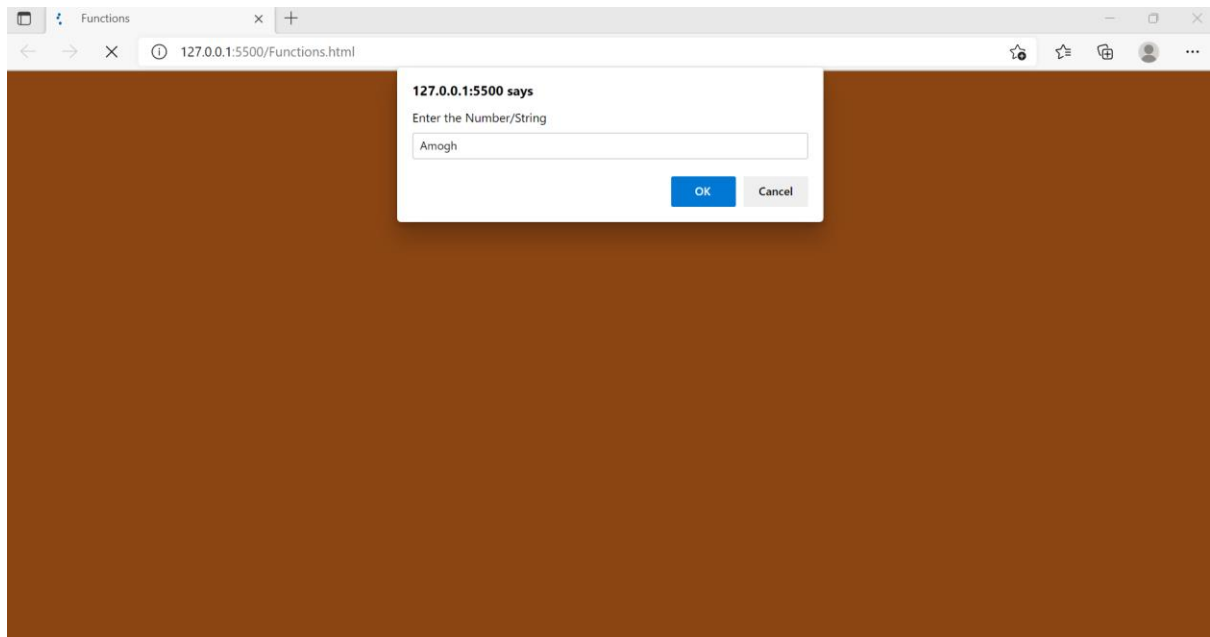 Functions
127.0.0.1:5500/Functions.html
127.0.0.1:5500 says
Enter the Number/String
Amogh
OK Cancel